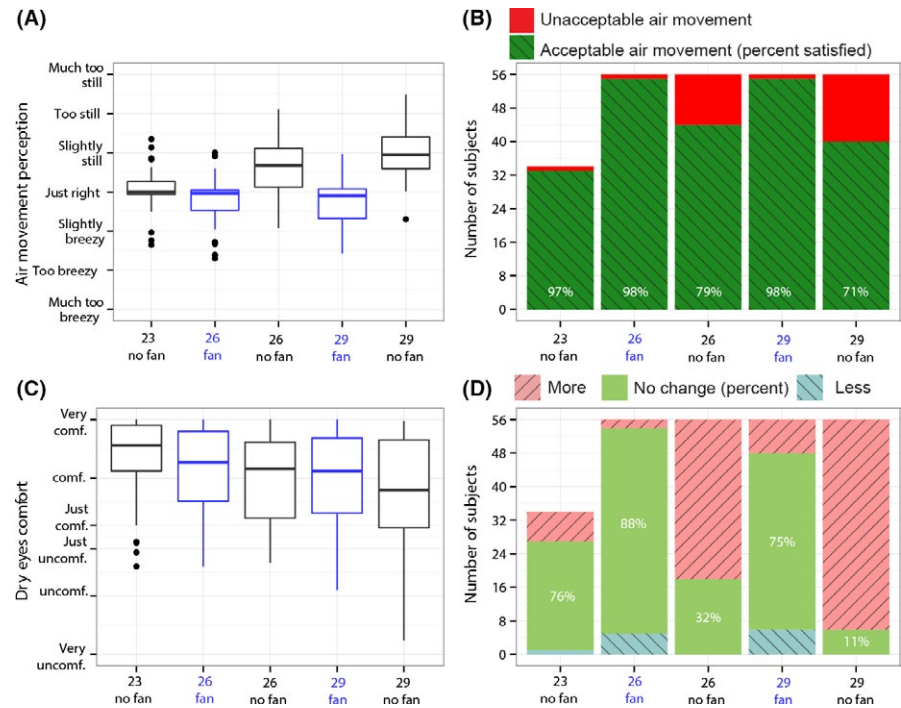 (A)
Air movement perception
Much too
still
Too still
Slightly
still
Just right
Slightly
breezy
Too breezy
Much too
breezy
23
no fan
26
fan
26
no fan
29
fan
29
no fan
(B)
Unacceptable air movement
Acceptable air movement (percent satisfied)
Number of subjects
56
48
40
32
24
16
8
0
97%
98%
79%
98%
71%
23
no fan
26
fan
26
no fan
29
fan
29
no fan
(C)
Dry eyes comfort
Very
comf.
comf.
Just
comf.
Just
uncomf.
uncomf.
Very
uncomf.
23
no fan
26
fan
26
no fan
29
fan
29
no fan
(D)
More
No change (percent)
Less
Number of subjects
56
48
40
32
24
16
8
0
76%
88%
32%
75%
11%
23
no fan
26
fan
26
no fan
29
fan
29
no fan